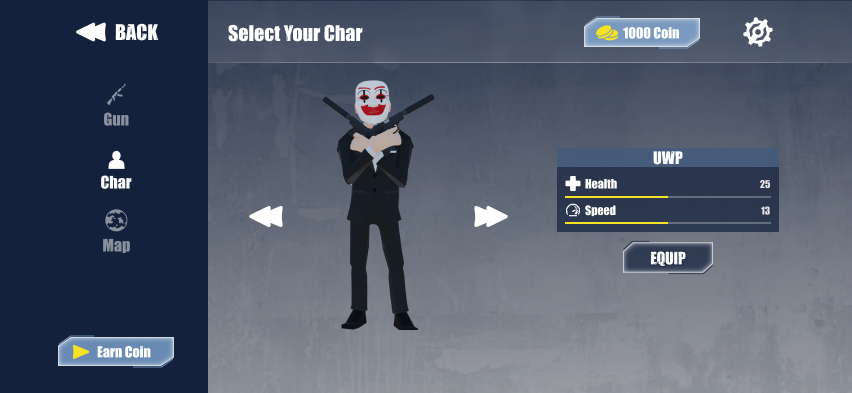 BACK
Select Your Char
1000 Coin
Gun
Char
Map
UWP
Health 25
Speed 13
EQUIP
Earn Coin